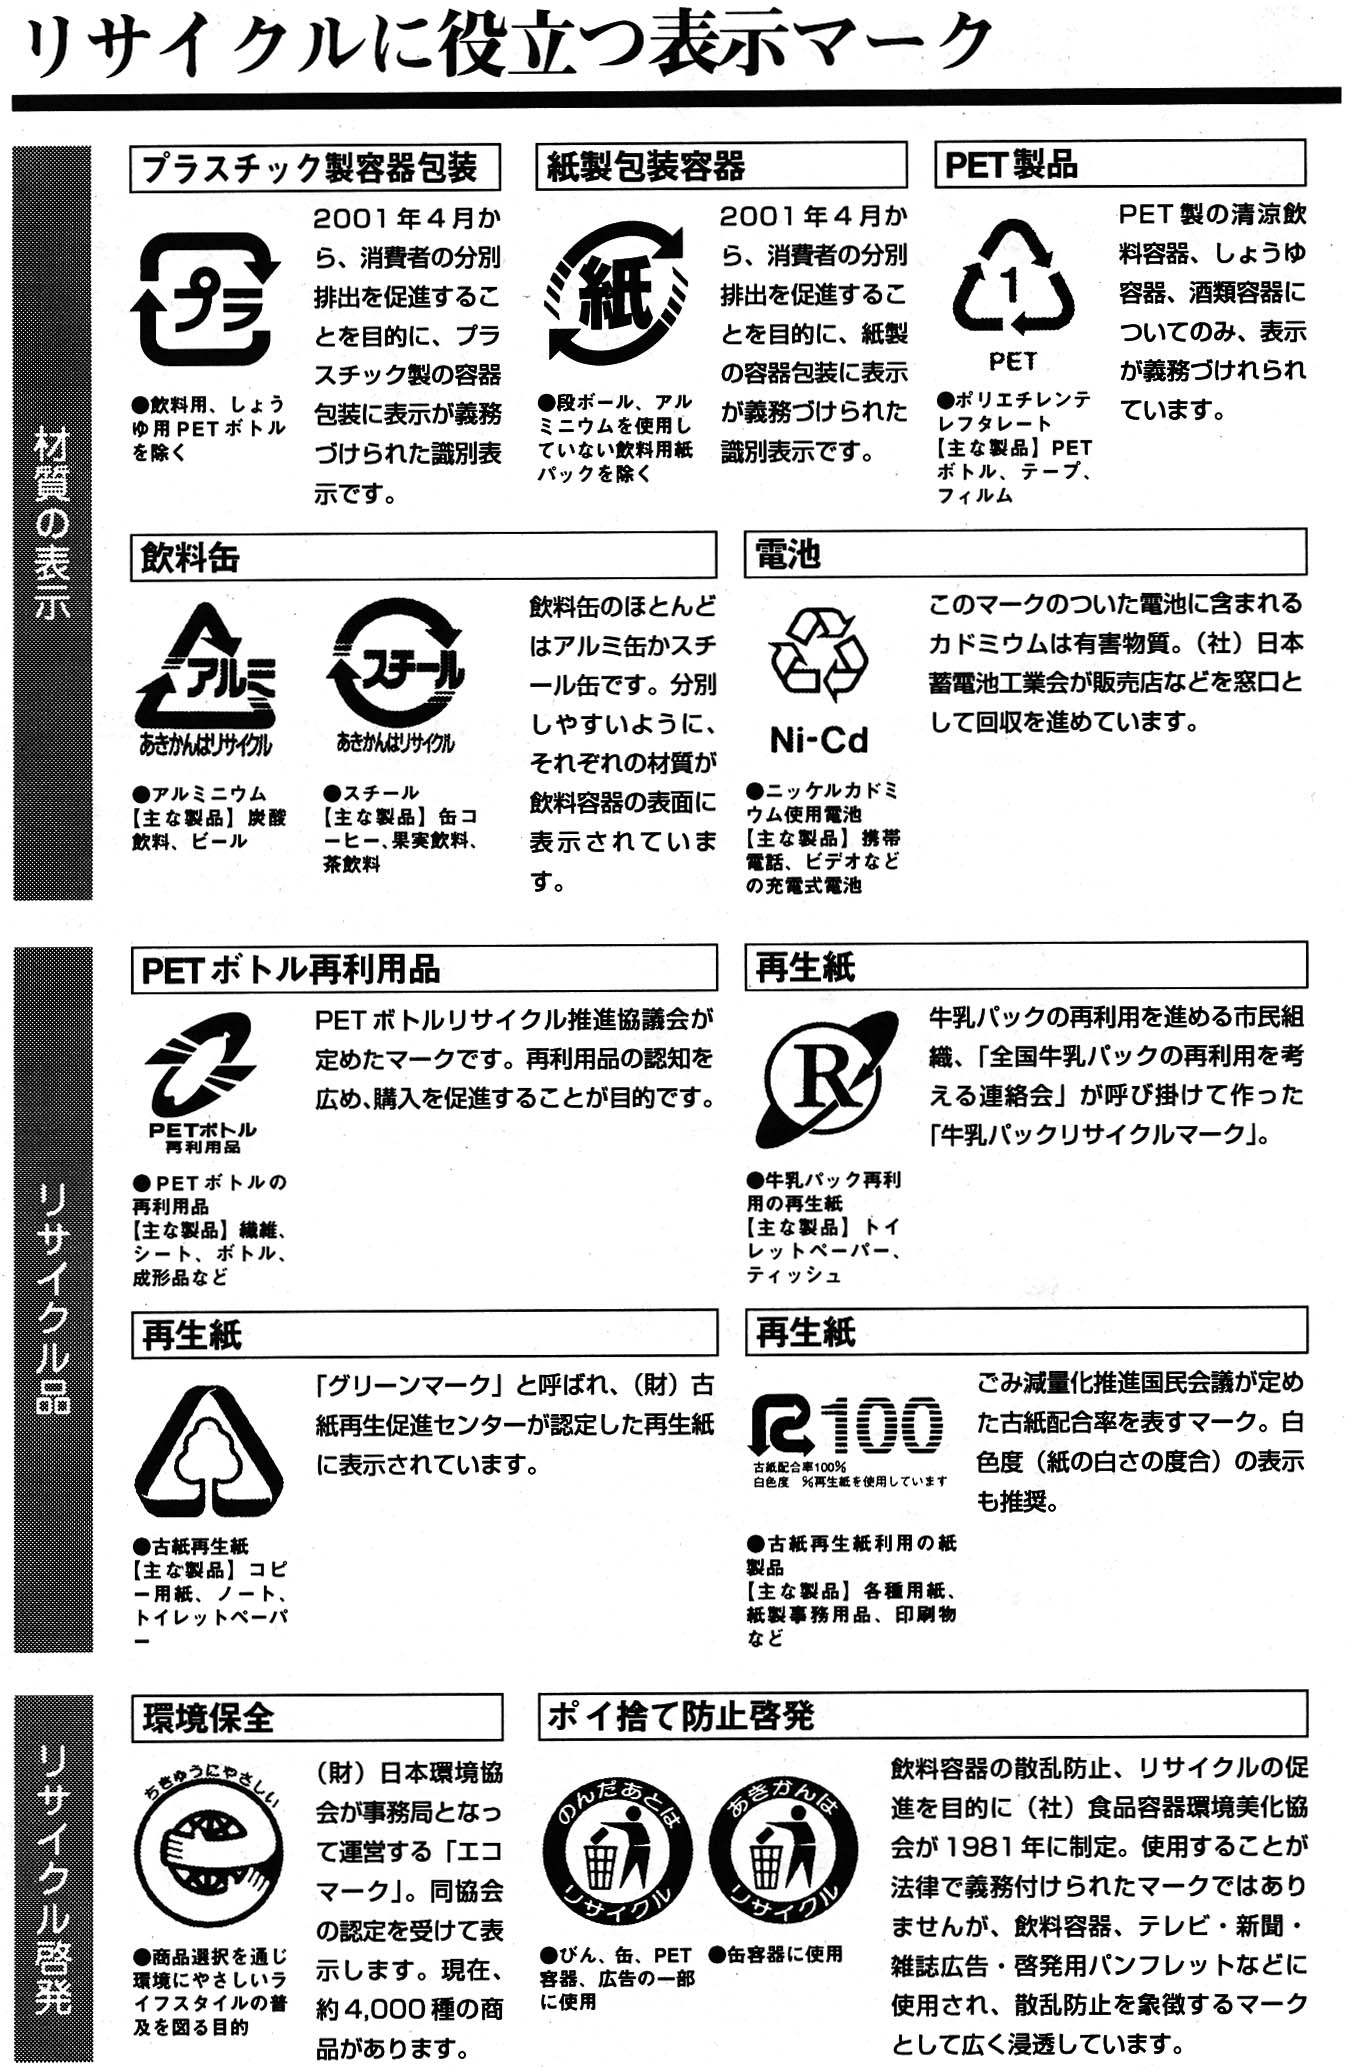 リサイクルに役立つ表示マーク
材質の表示
プラスチック製容器包装
プラ
●飲料用、しょう
ゆ用PETボトル
を除く
2001年4月か
ら、消費者の分別
排出を促進するこ
とを目的に、プラ
スチック製の容器
包装に表示が義務
づけられた識別表
示です。
紙製包装容器
紙
●段ボール、アル
ミニウムを使用し
ていない飲料用紙
パックを除く
2001年4月か
ら、消費者の分別
排出を促進するこ
とを目的に、紙製
の容器包装に表示
が義務づけられた
識別表示です。
PET製品
1
PET
●ポリエチレンテ
レフタレート
【主な製品】PET
ボトル、テープ、
フィルム
PET製の清涼飲
料容器、しょうゆ
容器、酒類容器に
ついてのみ、表示
が義務づけれられ
ています。
飲料缶
アルミ
あきかんはリサイクル
●アルミニウム
【主な製品】炭酸
飲料、ビール
スチール
あきかんはリサイクル
●スチール
【主な製品】缶コ
ーヒー、果実飲料、
茶飲料
飲料缶のほとんど
はアルミ缶かスチ
ール缶です。分別
しやすいように、
それぞれの材質が
飲料容器の表面に
表示されていま
す。
電池
Ni-Cd
●ニッケルカドミ
ウム使用電池
【主な製品】携帯
電話、ビデオなど
の充電式電池
このマークのついた電池に含まれる
カドミウムは有害物質。（社）日本
蓄電池工業会が販売店などを窓口と
して回収を進めています。
リサイクル品
PETボトル再利用品
PETボトル
再利用品
●PETボトルの
再利用品
【主な製品】繊維、
シート、ボトル、
成形品など
PETボトルリサイクル推進協議会が
定めたマークです。再利用品の認知を
広め、購入を促進することが目的です。
再生紙
R
●牛乳パック再利
用の再生紙
【主な製品】トイ
レットペーパー、
ティッシュ
牛乳パックの再利用を進める市民組
織、「全国牛乳パックの再利用を考
える連絡会」が呼び掛けて作った
「牛乳パックリサイクルマーク」。
再生紙
●古紙再生紙
【主な製品】コピ
ー用紙、ノート、
トイレットペーパ
ー
「グリーンマーク」と呼ばれ、（財）古
紙再生促進センターが認定した再生紙
に表示されています。
再生紙
R100
古紙配合率100%
白色度　%再生紙を使用しています
●古紙再生紙利用の紙
製品
【主な製品】各種用紙、
紙製事務用品、印刷物
など
ごみ減量化推進国民会議が定め
た古紙配合率を表すマーク。白
色度（紙の白さの度合）の表示
も推奨。
リサイクル啓発
環境保全
ちきゅうにやさしい
●商品選択を通じ
環境にやさしいラ
イフスタイルの普
及を図る目的
（財）日本環境協
会が事務局となっ
て運営する「エコ
マーク」。同協会
の認定を受けて表
示します。現在、
約4,000種の商
品があります。
ポイ捨て防止啓発
のんだあとは
リサイクル
●びん、缶、PET
容器、広告の一部
に使用
あきかんは
リサイクル
●缶容器に使用
飲料容器の散乱防止、リサイクルの促
進を目的に（社）食品容器環境美化協
会が1981年に制定。使用することが
法律で義務付けられたマークではあり
ませんが、飲料容器、テレビ・新聞・
雑誌広告・啓発用パンフレットなどに
使用され、散乱防止を象徴するマーク
として広く浸透しています。